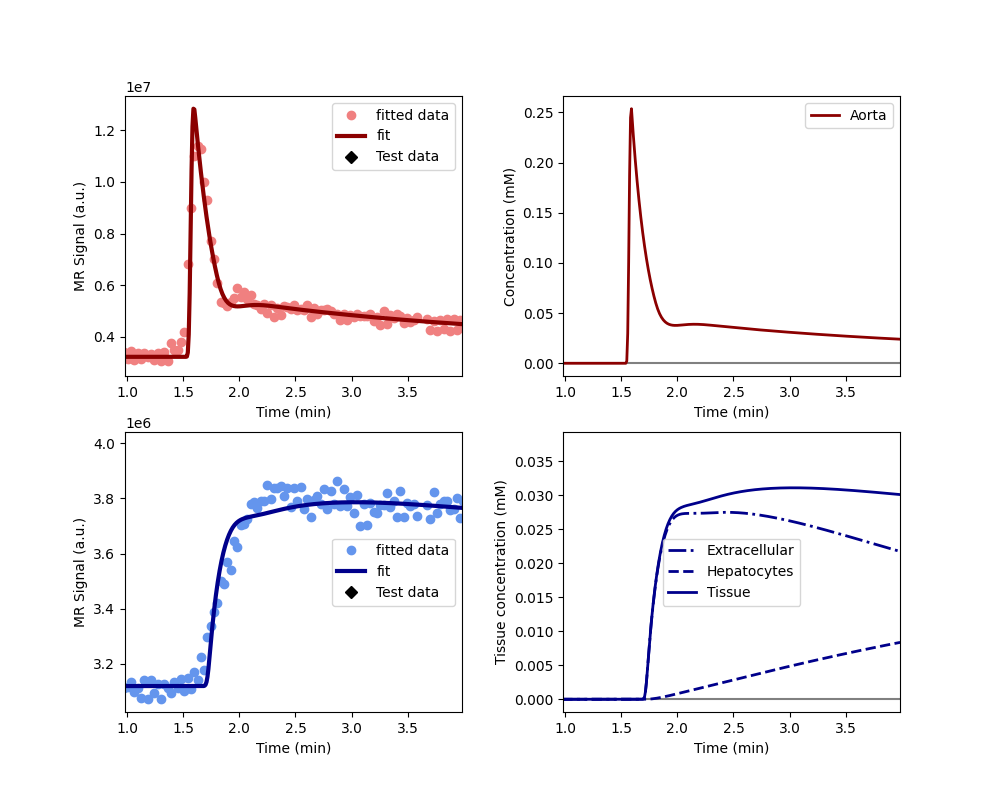 1e7
1.2
1.0
0.8
0.6
0.4
MR Signal (a.u.)
fitted data
fit
Test data
1.0 1.5 2.0 2.5 3.0 3.5
Time (min)
0.25
0.20
0.15
0.10
0.05
0.00
Concentration (mM)
Aorta
1.0 1.5 2.0 2.5 3.0 3.5
Time (min)
1e6
4.0
3.8
3.6
3.4
3.2
MR Signal (a.u.)
fitted data
fit
Test data
1.0 1.5 2.0 2.5 3.0 3.5
Time (min)
0.035
0.030
0.025
0.020
0.015
0.010
0.005
0.000
Tissue concentration (mM)
Extracellular
Hepatocytes
Tissue
1.0 1.5 2.0 2.5 3.0 3.5
Time (min)